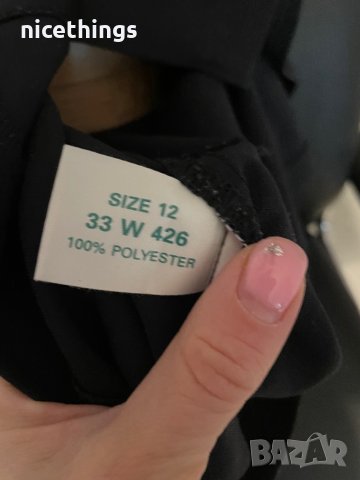 nicethings
SIZE 12
33 W 426
100% POLYESTER
BAZAR